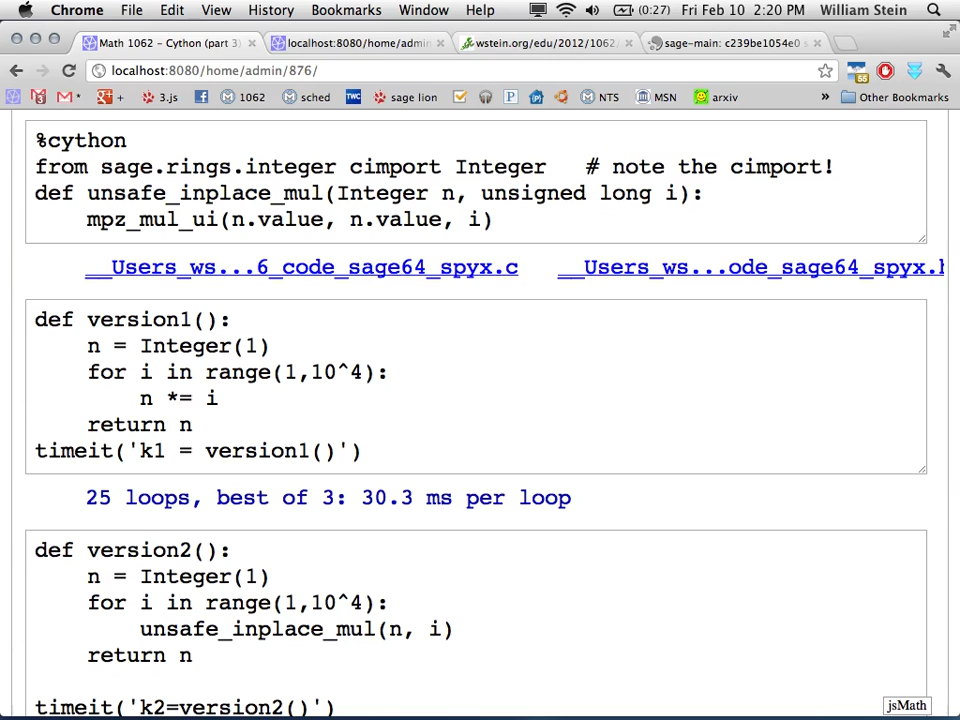 Chrome File Edit View History Bookmarks Window Help (0:27) Fri Feb 10 2:20 PM William Stein
Math 1062 - Cython (part 3) localhost:8080/home/admin wstein.org/edu/2012/1062 sage-main: c239be1054e0 s
localhost:8080/home/admin/876/
+ 3.js 1062 sched TWC sage lion NTS MSN arxiv » Other Bookmarks
%cython
from sage.rings.integer cimport Integer # note the cimport!
def unsafe_inplace_mul(Integer n, unsigned long i):
mpz_mul_ui(n.value, n.value, i)
__Users_ws...6_code_sage64_spyx.c __Users_ws...ode_sage64_spyx.h
def version1():
n = Integer(1)
for i in range(1,10^4):
n *= i
return n
timeit('k1 = version1()')
25 loops, best of 3: 30.3 ms per loop
def version2():
n = Integer(1)
for i in range(1,10^4):
unsafe_inplace_mul(n, i)
return n
timeit('k2=version2()')
jsMath